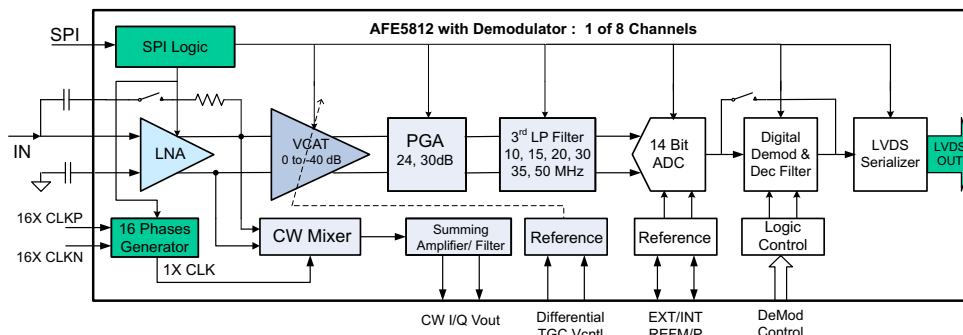 AFE5812 with Demodulator : 1 of 8 Channels
SPI
SPI Logic
IN
LNA
VCAT
0 to -40 dB
PGA
24, 30dB
3rd LP Filter
10, 15, 20, 30
35, 50 MHz
14 Bit
ADC
Digital
Demod &
Dec Filter
LVDS
Serializer
LVDS
OUT
16X CLKP
16X CLKN
16 Phases
Generator
1X CLK
CW Mixer
Summing
Amplifier/ Filter
Reference
Reference
Logic
Control
CW I/Q Vout
Differential
TGC Vcntl
EXT/INT
REFM/P
DeMod
Control